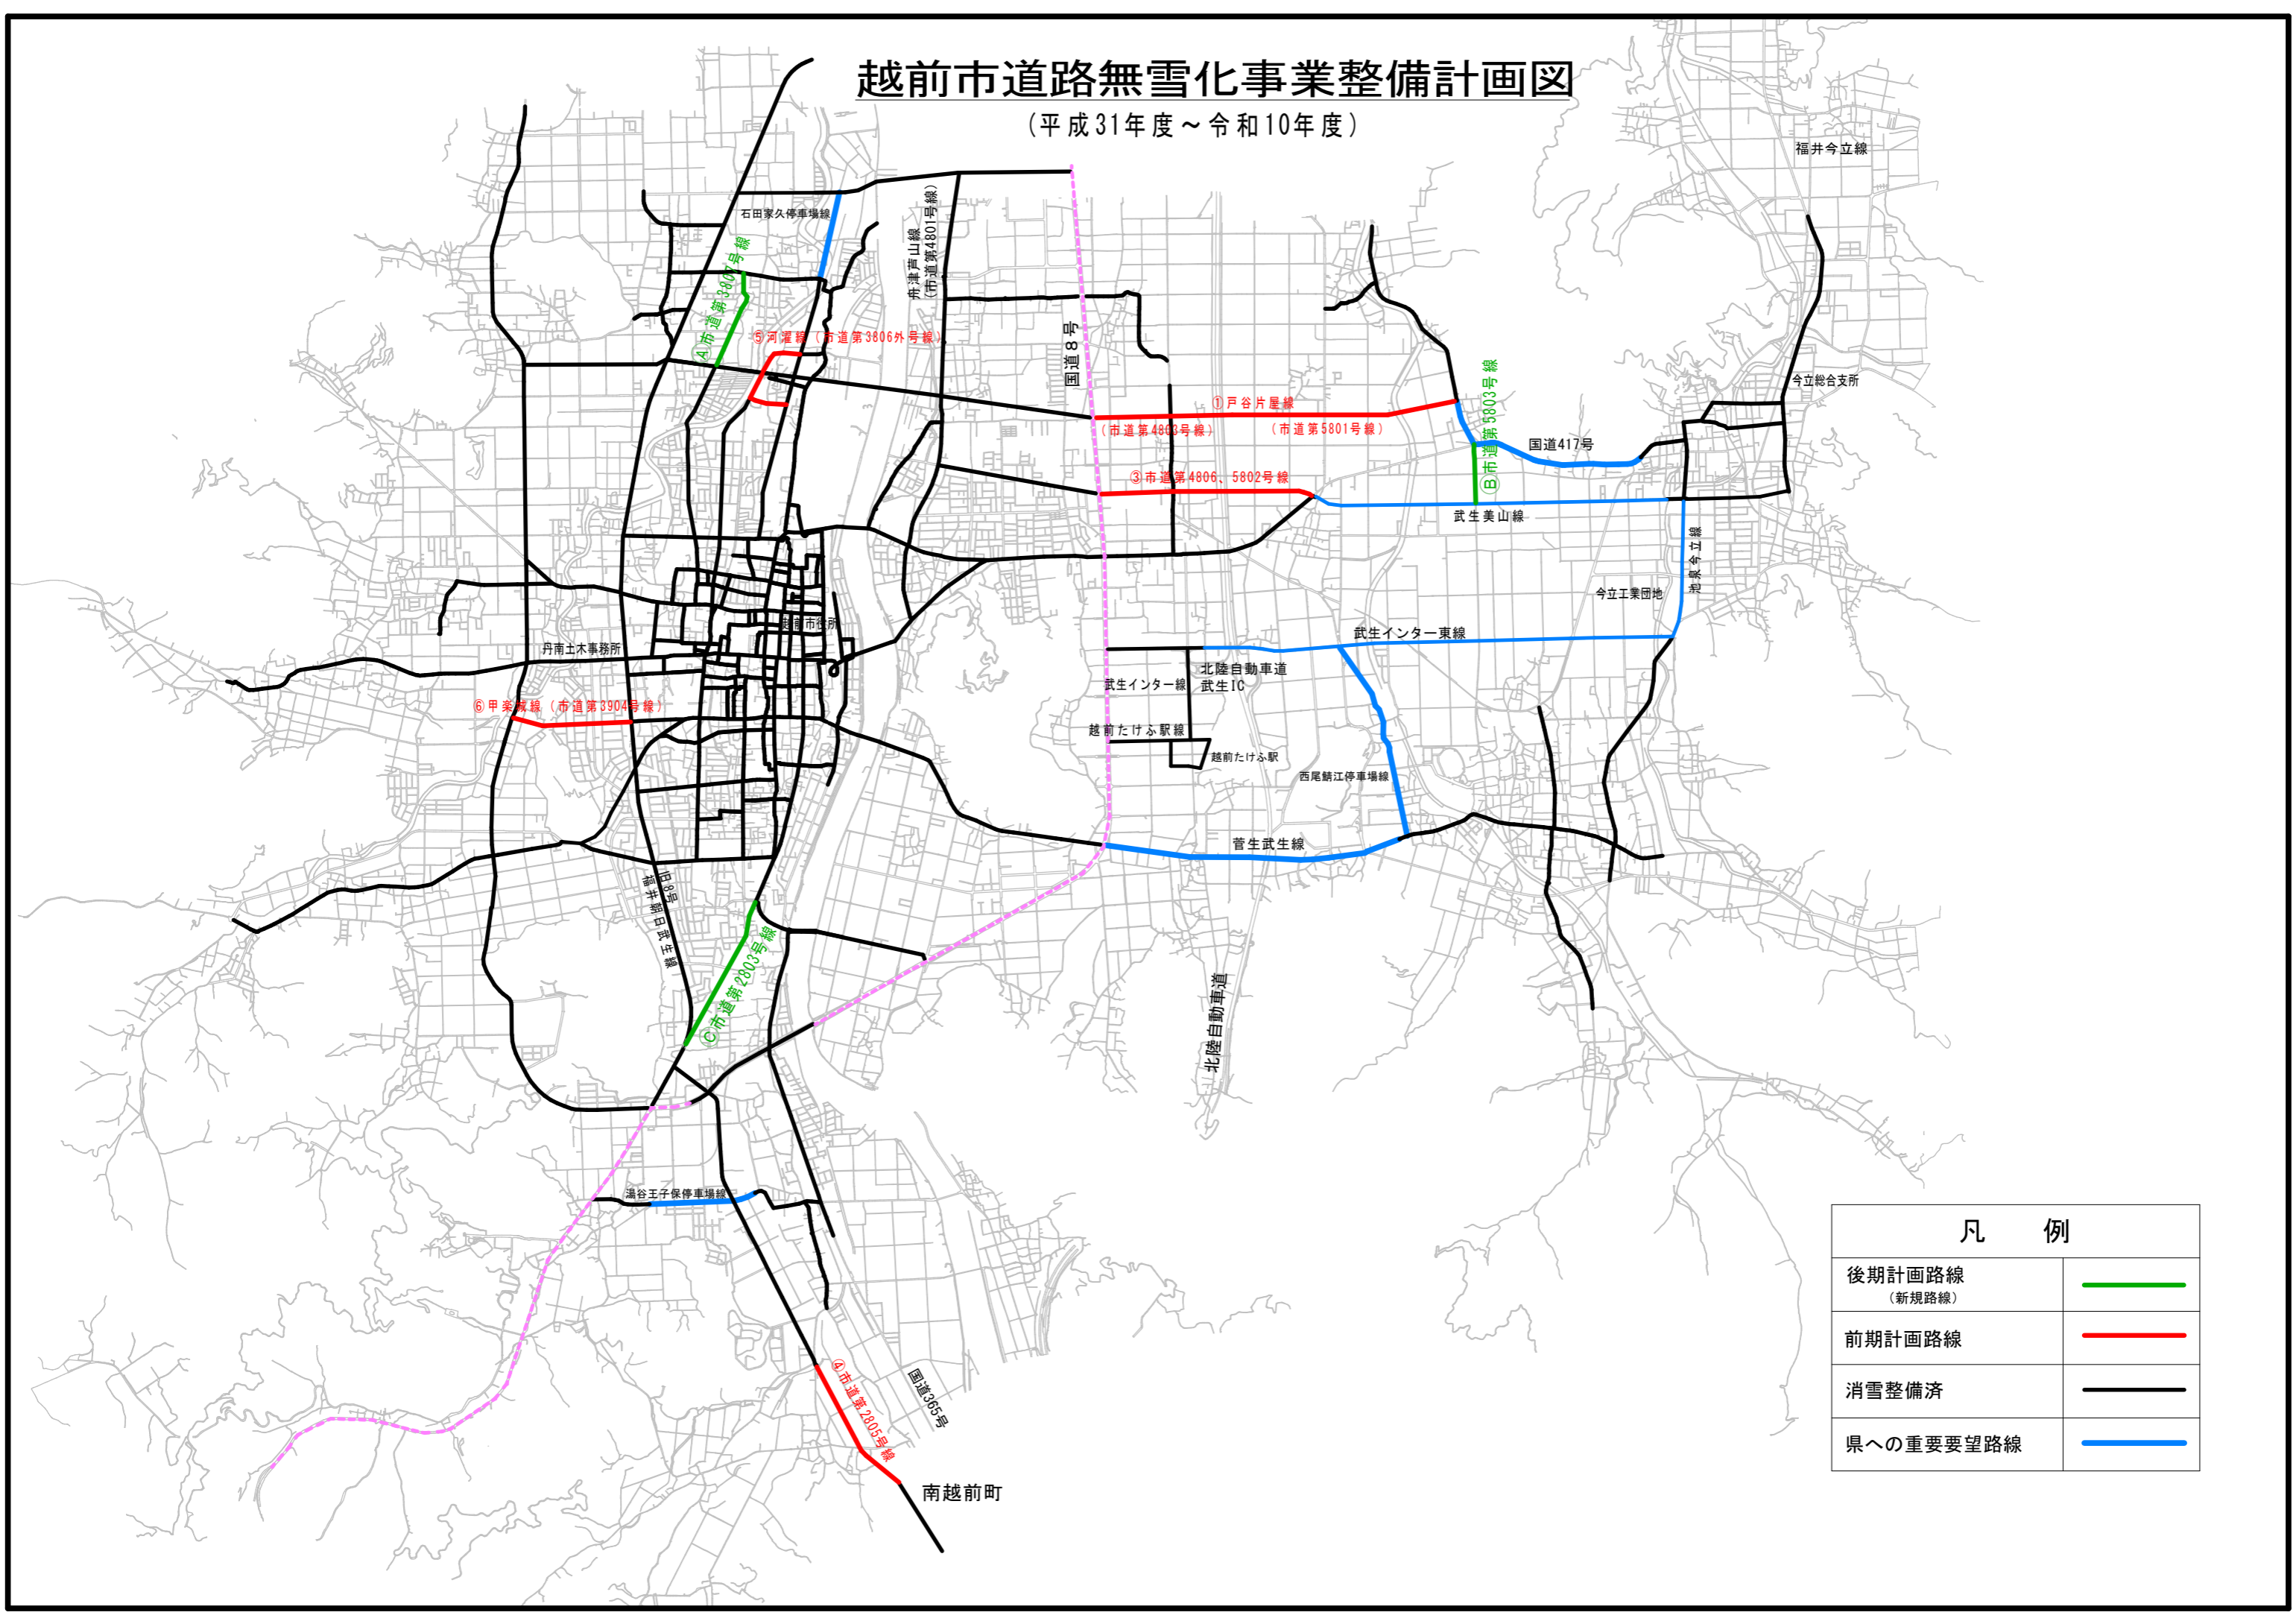 越前市道路無雪化事業整備計画図
(平成31年度～令和10年度)
福井今立線
石田家久停車場線
舟津芦山線
(市道第4801号線)
Ⓐ市道第3807号線
⑤河濯線(市道第3806外号線)
国道8号
今立総合支所
①戸谷片屋線
(市道第4803号線)
(市道第5801号線)
Ⓑ市道第5803号線
国道417号
③市道第4806、5802号線
武生美山線
池泉今立線
今立工業団地
越前市役所
武生インター東線
丹南土木事務所
北陸自動車道
武生IC
武生インター線
⑥甲楽城線(市道第3904号線)
越前たけふ駅線
越前たけふ駅
西尾鯖江停車場線
菅生武生線
旧8号
福井朝日武生線
Ⓒ市道第2803号線
北陸自動車道
湯谷王子保停車場線
④市道第2805号線
国道365号
南越前町
凡例
後期計画路線
(新規路線)
前期計画路線
消雪整備済
県への重要要望路線